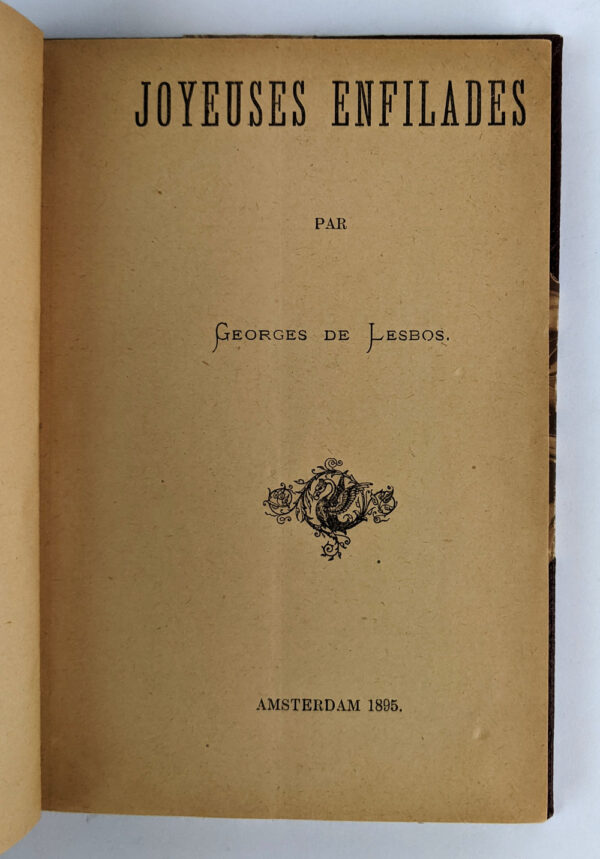 JOYEUSES ENFILADES
PAR
GEORGES DE LESBOS.
AMSTERDAM 1895.